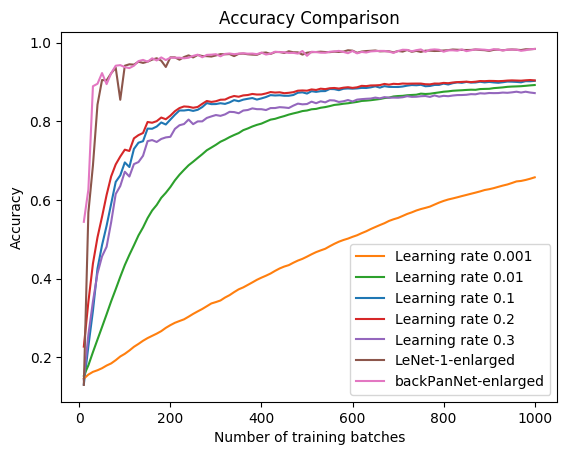 Accuracy Comparison
1.0
0.8
0.6
0.4
0.2
Accuracy
Learning rate 0.001
Learning rate 0.01
Learning rate 0.1
Learning rate 0.2
Learning rate 0.3
LeNet-1-enlarged
backPanNet-enlarged
0 200 400 600 800 1000
Number of training batches